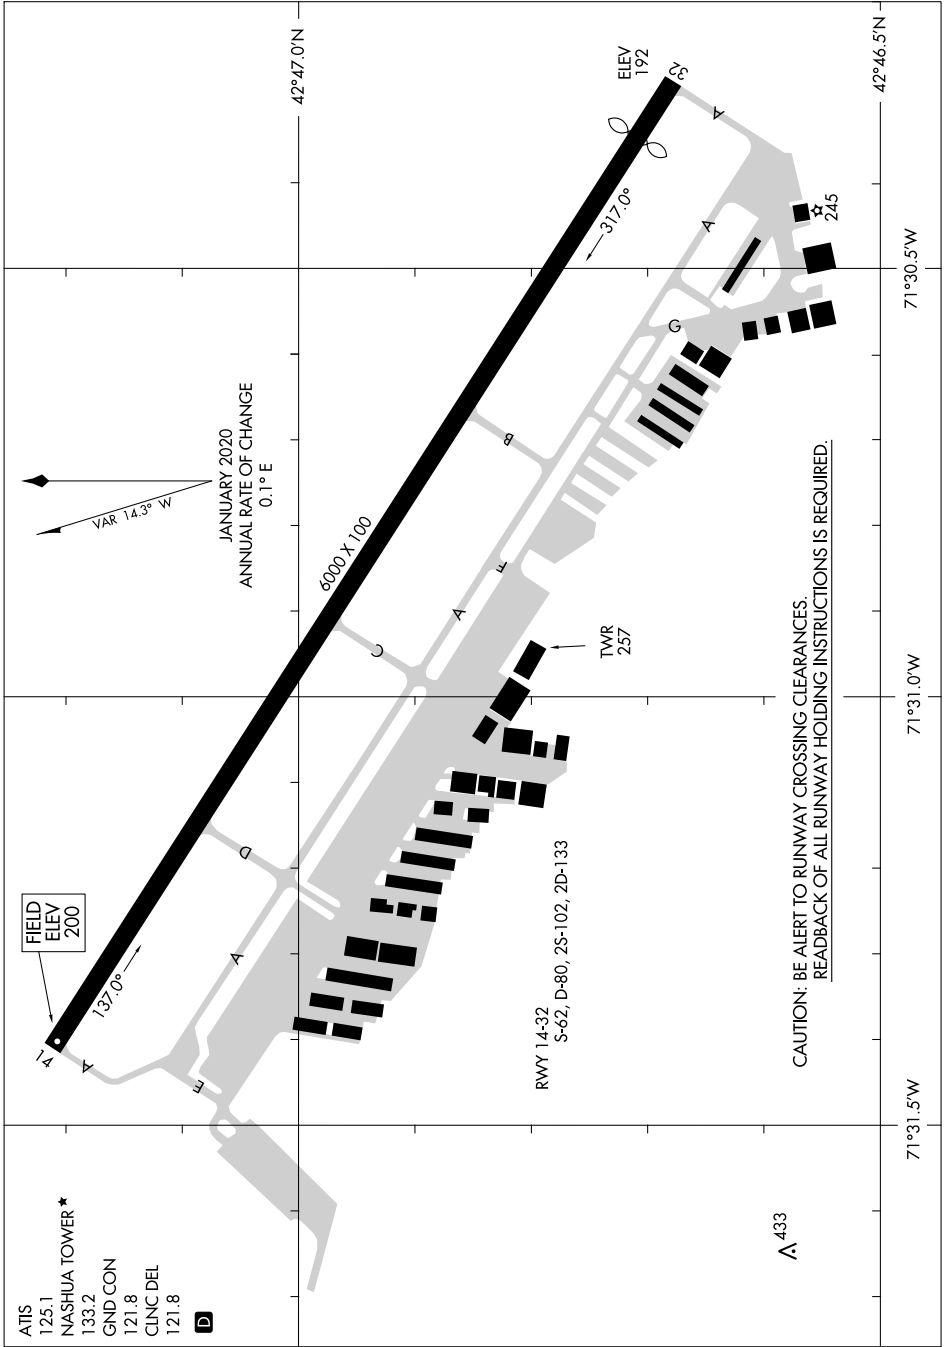 ATIS
125.1
NASHUA TOWER
133.2
GND CON
121.8
CLNC DEL
121.8
D
FIELD
ELEV
200
14
137.0°
A
E
A
D
C
A
F
B
6000 X 100
VAR 14.3° W
JANUARY 2020
ANNUAL RATE OF CHANGE
0.1° E
317.0°
ELEV
192
32
A
A
G
245
TWR
257
RWY 14-32
S-62, D-80, 2S-102, 2D-133
433
CAUTION: BE ALERT TO RUNWAY CROSSING CLEARANCES.
READBACK OF ALL RUNWAY HOLDING INSTRUCTIONS IS REQUIRED.
42°47.0'N
42°46.5'N
71°31.5'W
71°31.0'W
71°30.5'W